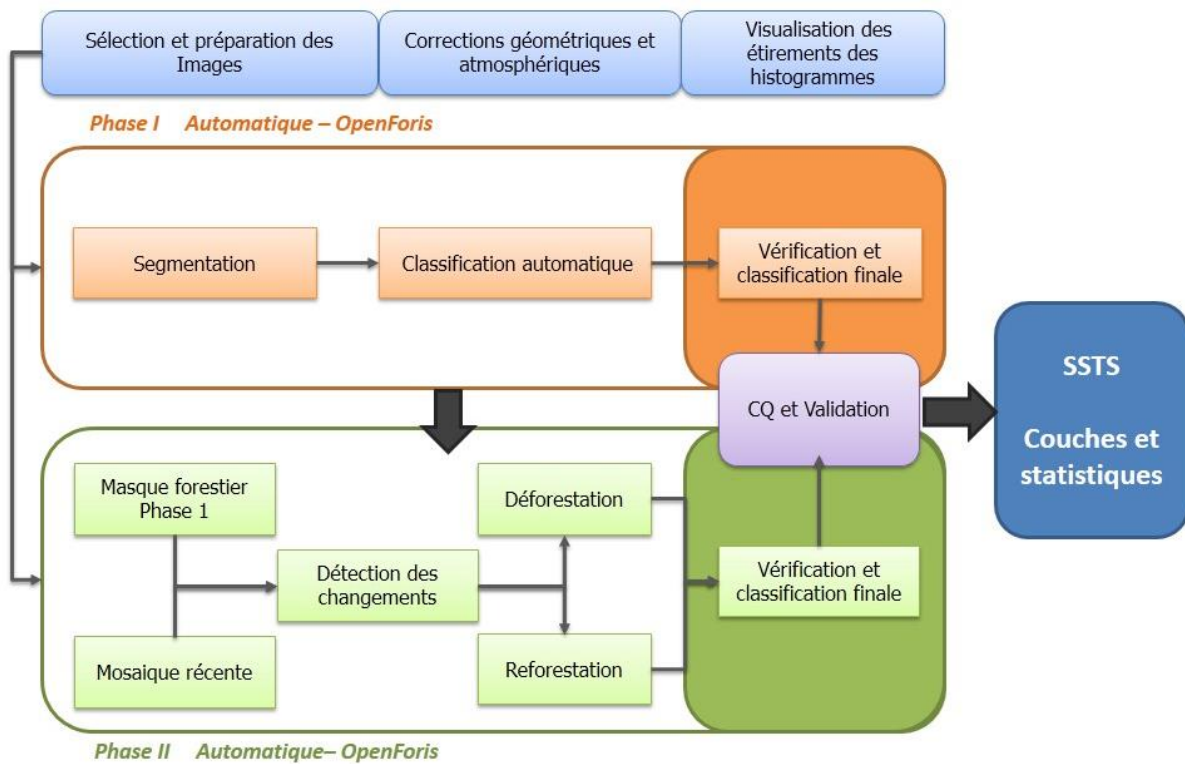 Sélection et préparation des
Images
Corrections géométriques et
atmosphériques
Visualisation des
étirements des
histogrammes
Phase I Automatique – OpenForis
Segmentation
Classification automatique
Vérification et
classification finale
CQ et Validation
SSTS
Couches et
statistiques
Masque forestier
Phase 1
Mosaique récente
Détection des
changements
Déforestation
Reforestation
Vérification et
classification finale
Phase II Automatique– OpenForis